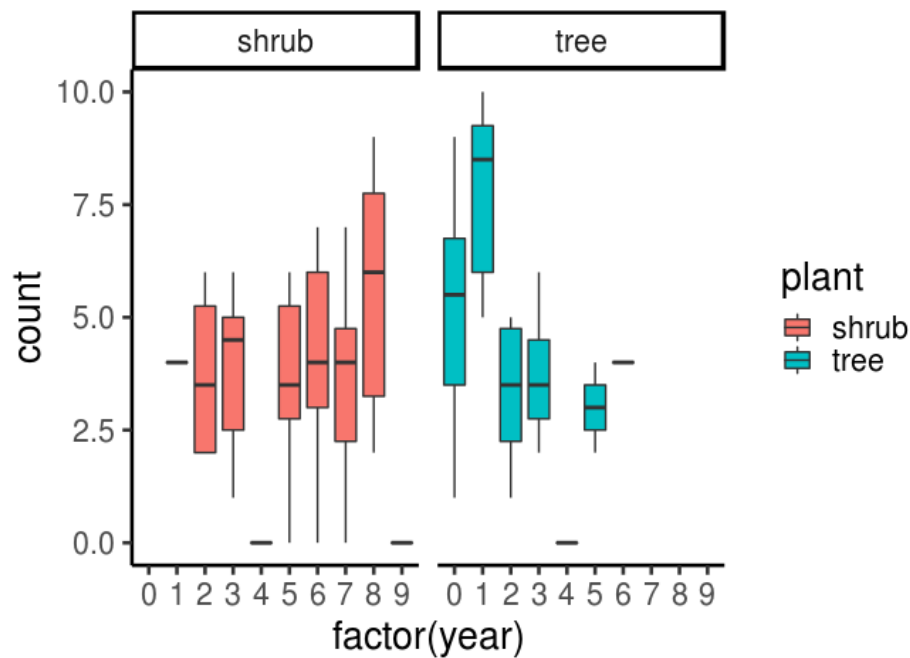 shrub tree
10.0
7.5
5.0
2.5
0.0
count
0 1 2 3 4 5 6 7 8 9 0 1 2 3 4 5 6 7 8 9
factor(year)
plant
shrub
tree